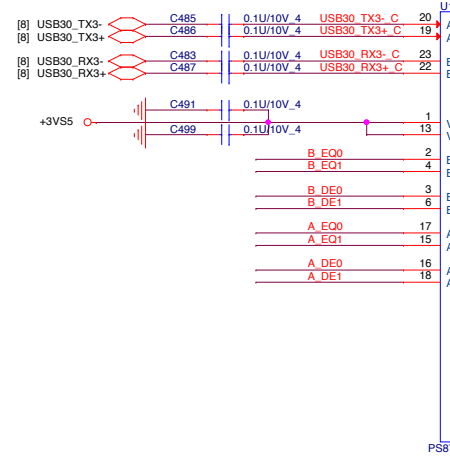 U
[8] USB30_TX3- C485 0.1U/10V_4 USB30_TX3-_C 20 A
[8] USB30_TX3+ C486 0.1U/10V_4 USB30_TX3+_C 19 A
[8] USB30_RX3- C483 0.1U/10V_4 USB30_RX3-_C 23
[8] USB30_RX3+ C487 0.1U/10V_4 USB30_RX3+_C 22
C491 0.1U/10V_4
+3VS5 1
C499 0.1U/10V_4 13
B_EQ0 2
B_EQ1 4
B_DE0 3
B_DE1 6
A_EQ0 17 A
A_EQ1 15 A
A_DE0 16 A
A_DE1 18 A
PS8